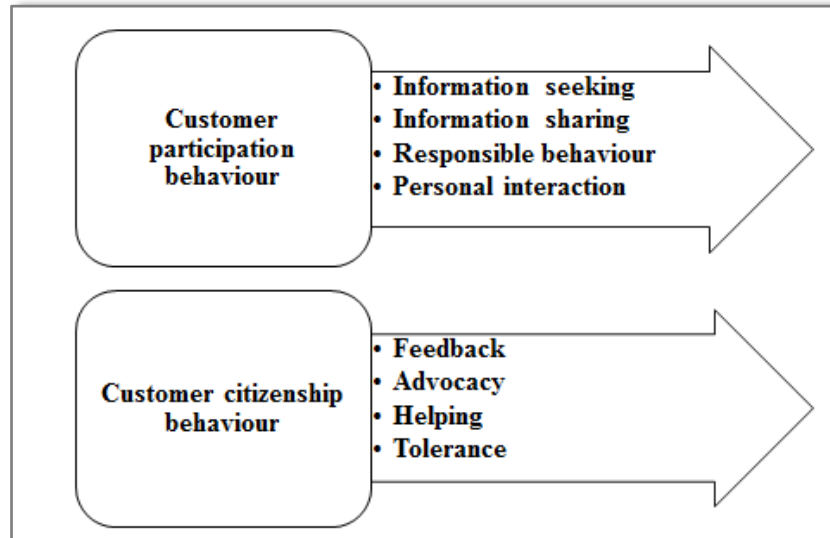 Customer
participation
behaviour
• Information seeking
• Information sharing
• Responsible behaviour
• Personal interaction
Customer citizenship
behaviour
• Feedback
• Advocacy
• Helping
• Tolerance